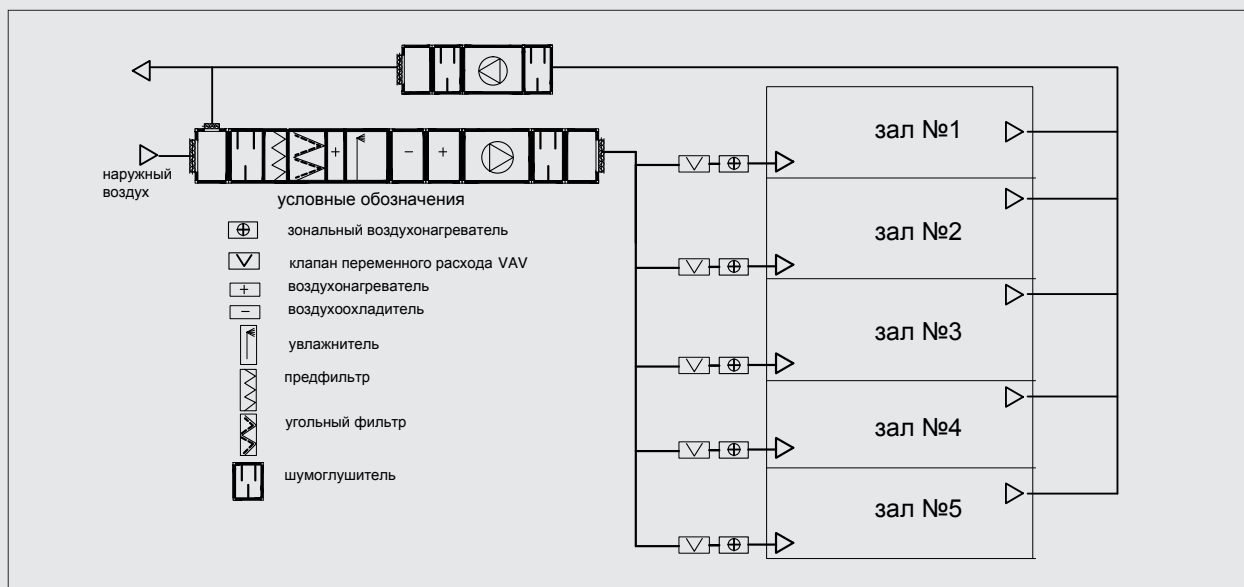 зал №1
наружный
воздух
условные обозначения
зональный воздухонагреватель
клапан переменного расхода VAV
воздухонагреватель
воздухоохладитель
увлажнитель
предфильтр
угольный фильтр
шумоглушитель
зал №2
зал №3
зал №4
зал №5